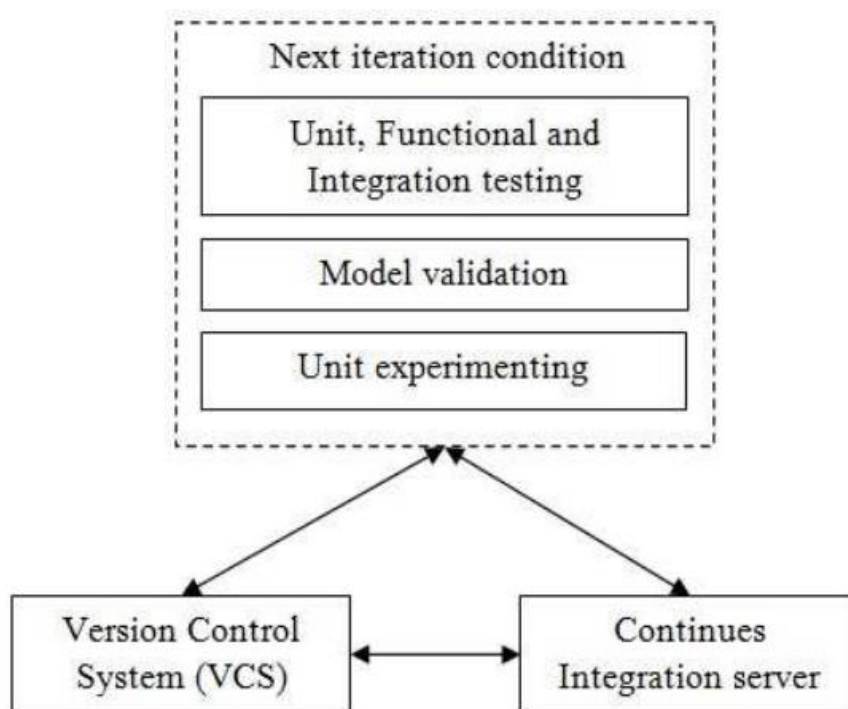 Next iteration condition
Unit, Functional and
Integration testing
Model validation
Unit experimenting
Version Control
System (VCS)
Continues
Integration server